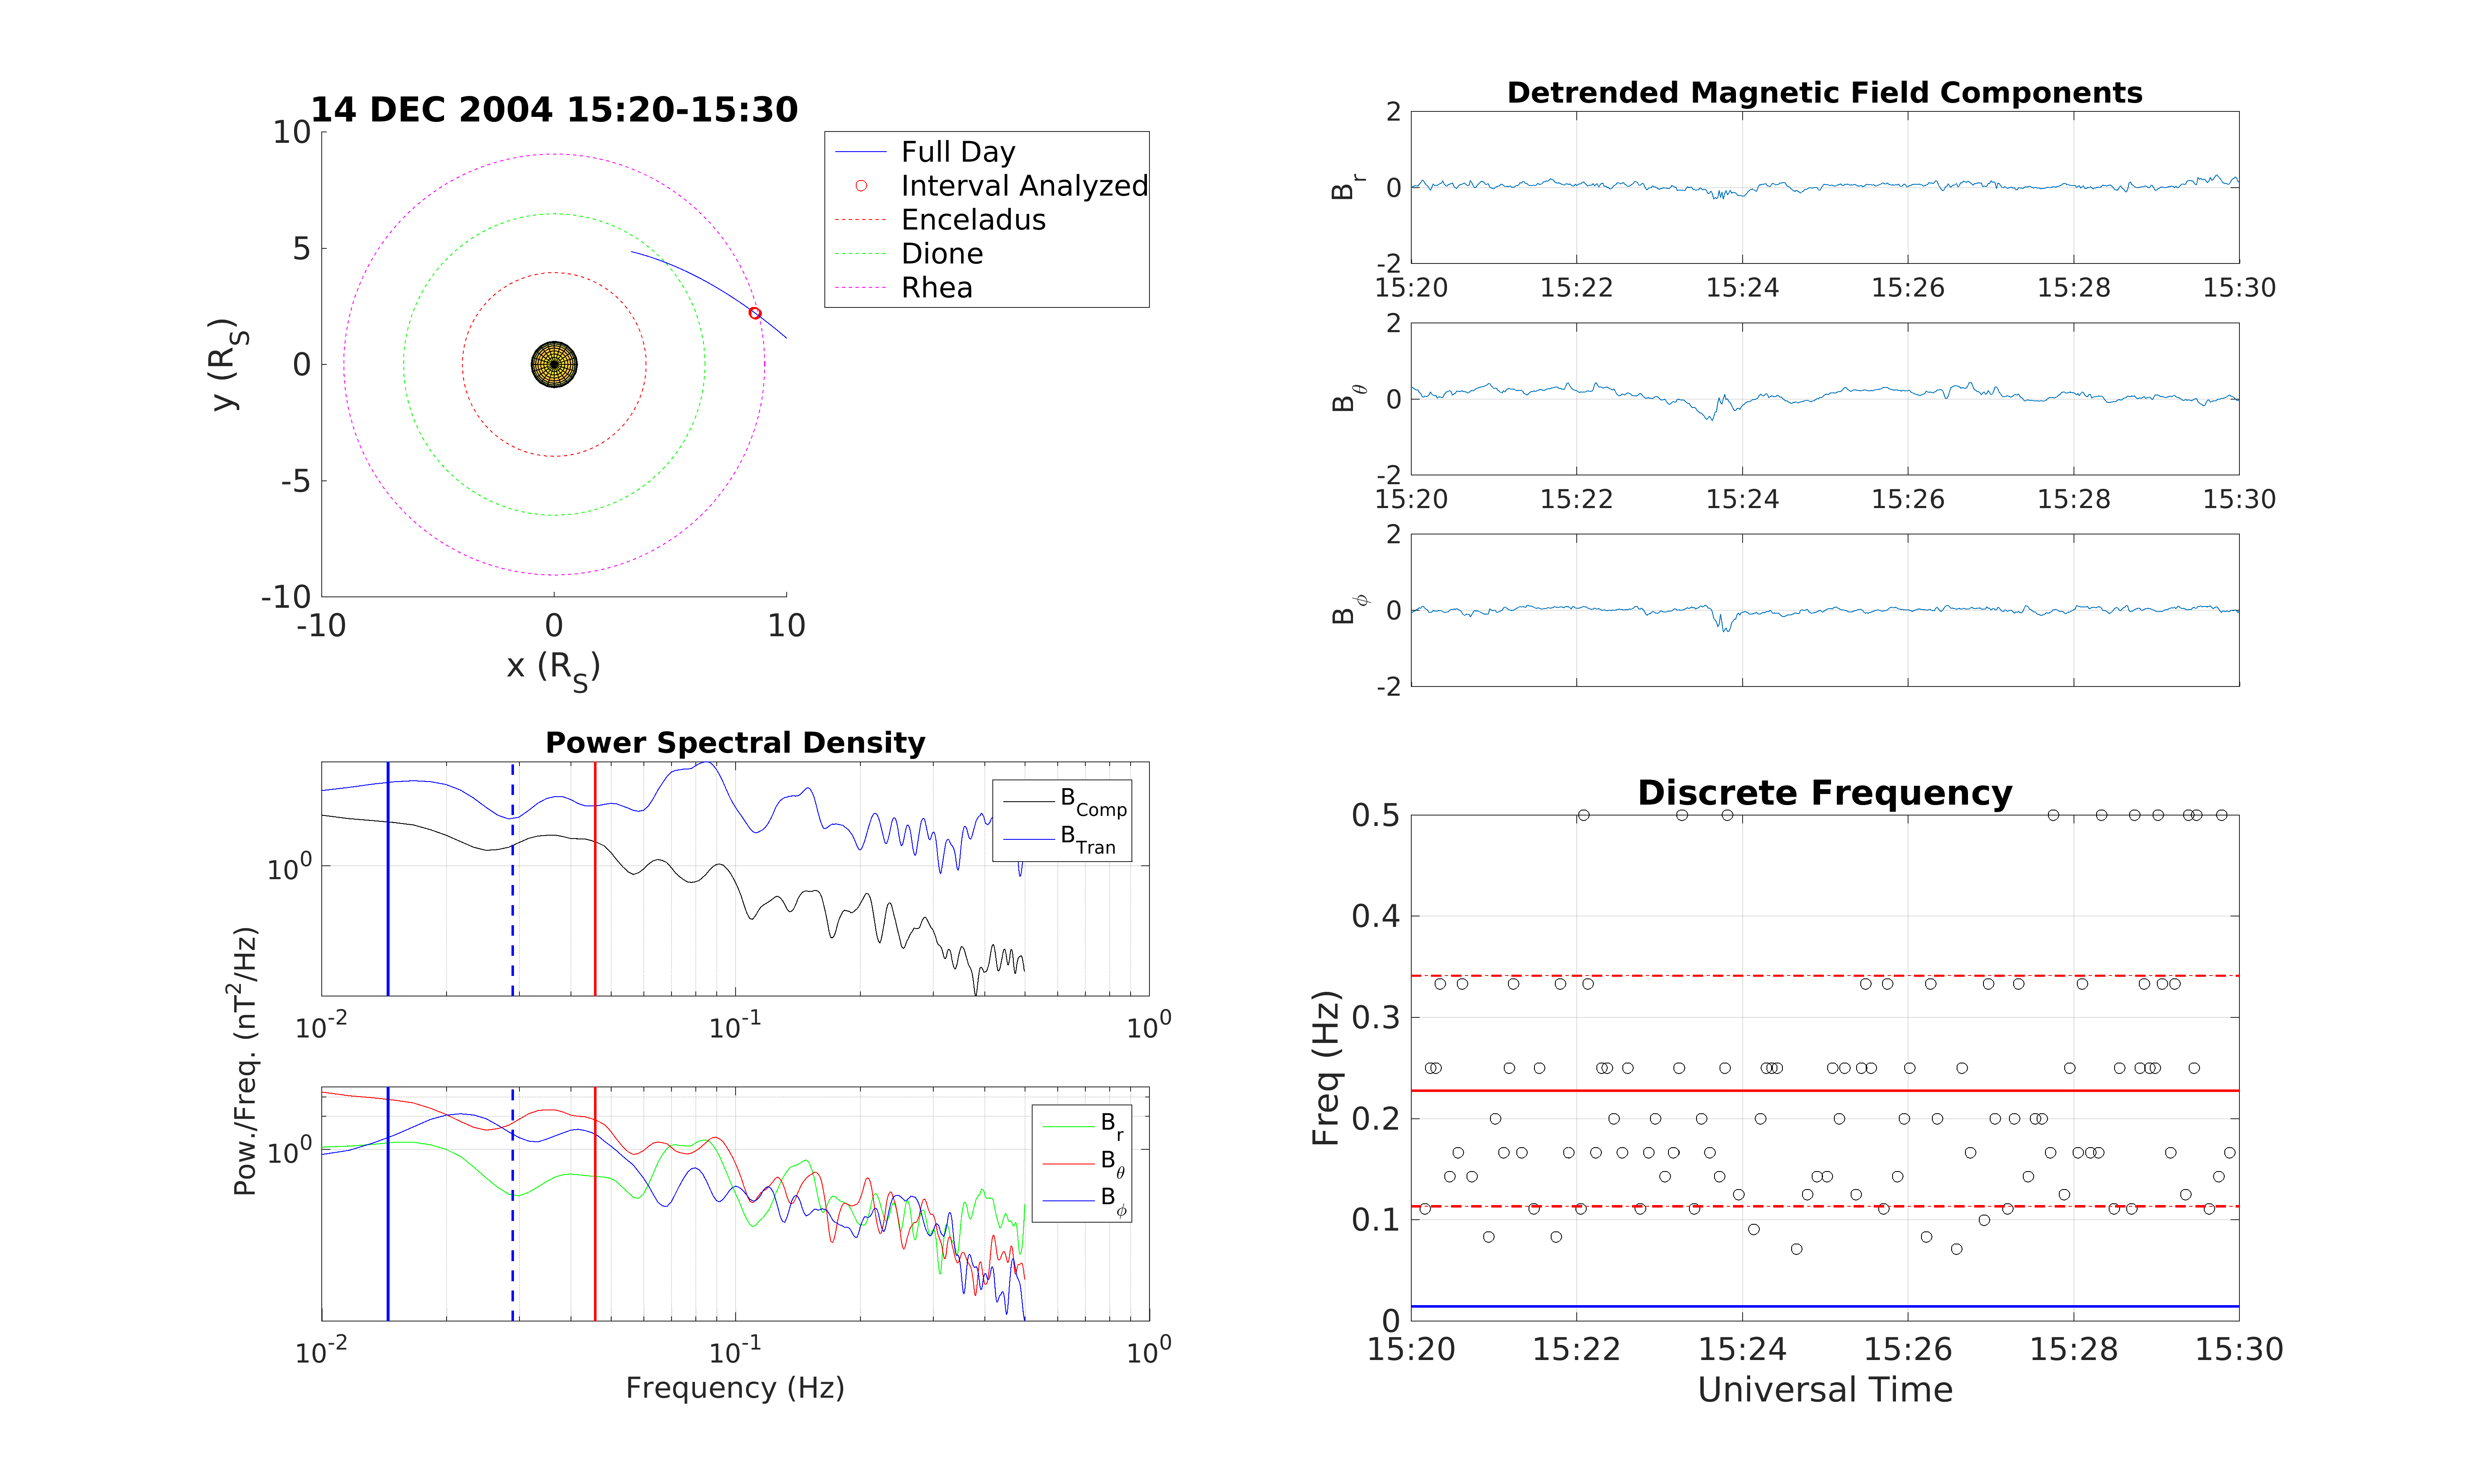 14 DEC 2004 15:20-15:30
10
5
0
-5
-10
-10 0 10
x (R_S)
y (R_S)
Full Day
Interval Analyzed
Enceladus
Dione
Rhea
Detrended Magnetic Field Components
2
0
-2
B_r
15:20 15:22 15:24 15:26 15:28 15:30
2
0
-2
B_θ
15:20 15:22 15:24 15:26 15:28 15:30
2
0
-2
B_ϕ
Power Spectral Density
10^0
B_Comp
B_Tran
10^-2 10^-1 10^0
Pow./Freq. (nT^2/Hz)
10^0
B_r
B_θ
B_ϕ
10^-2 10^-1 10^0
Frequency (Hz)
Discrete Frequency
0.5
0.4
0.3
0.2
0.1
0
Freq (Hz)
15:20 15:22 15:24 15:26 15:28 15:30
Universal Time